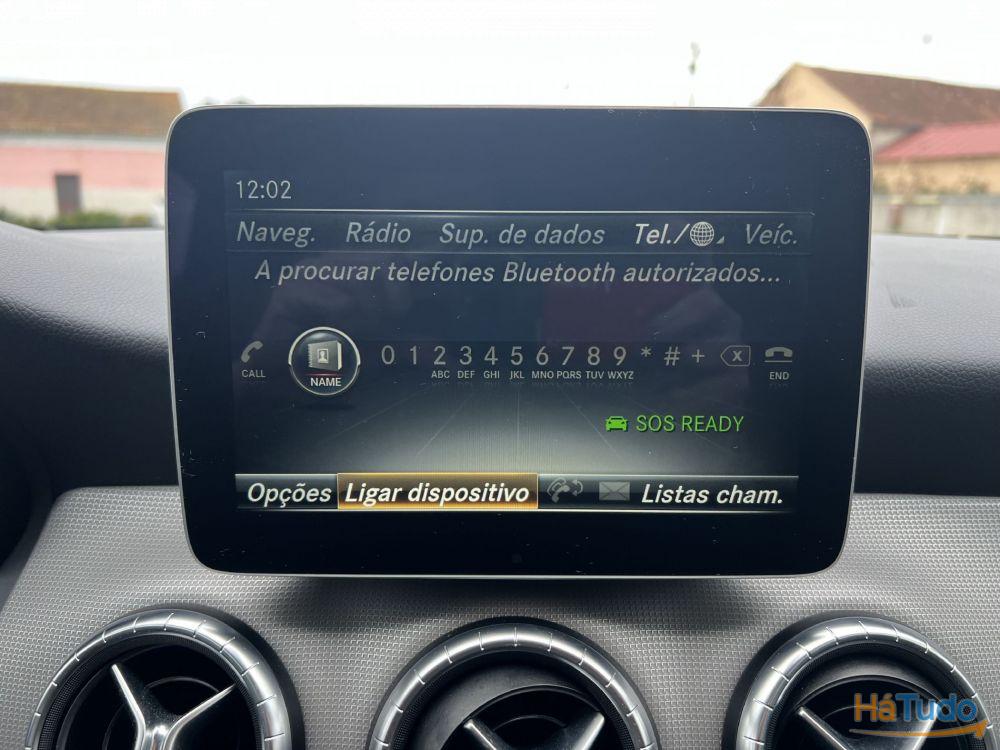 12:02
Naveg. Rádio Sup. de dados Tel./ Veíc.
A procurar telefones Bluetooth autorizados...
CALL NAME 0 1 2 3 4 5 6 7 8 9 * # + X END
ABC DEF GHI JKL MNO PQRS TUV WXYZ
SOS READY
Opções Ligar dispositivo Listas cham.
HáTudo